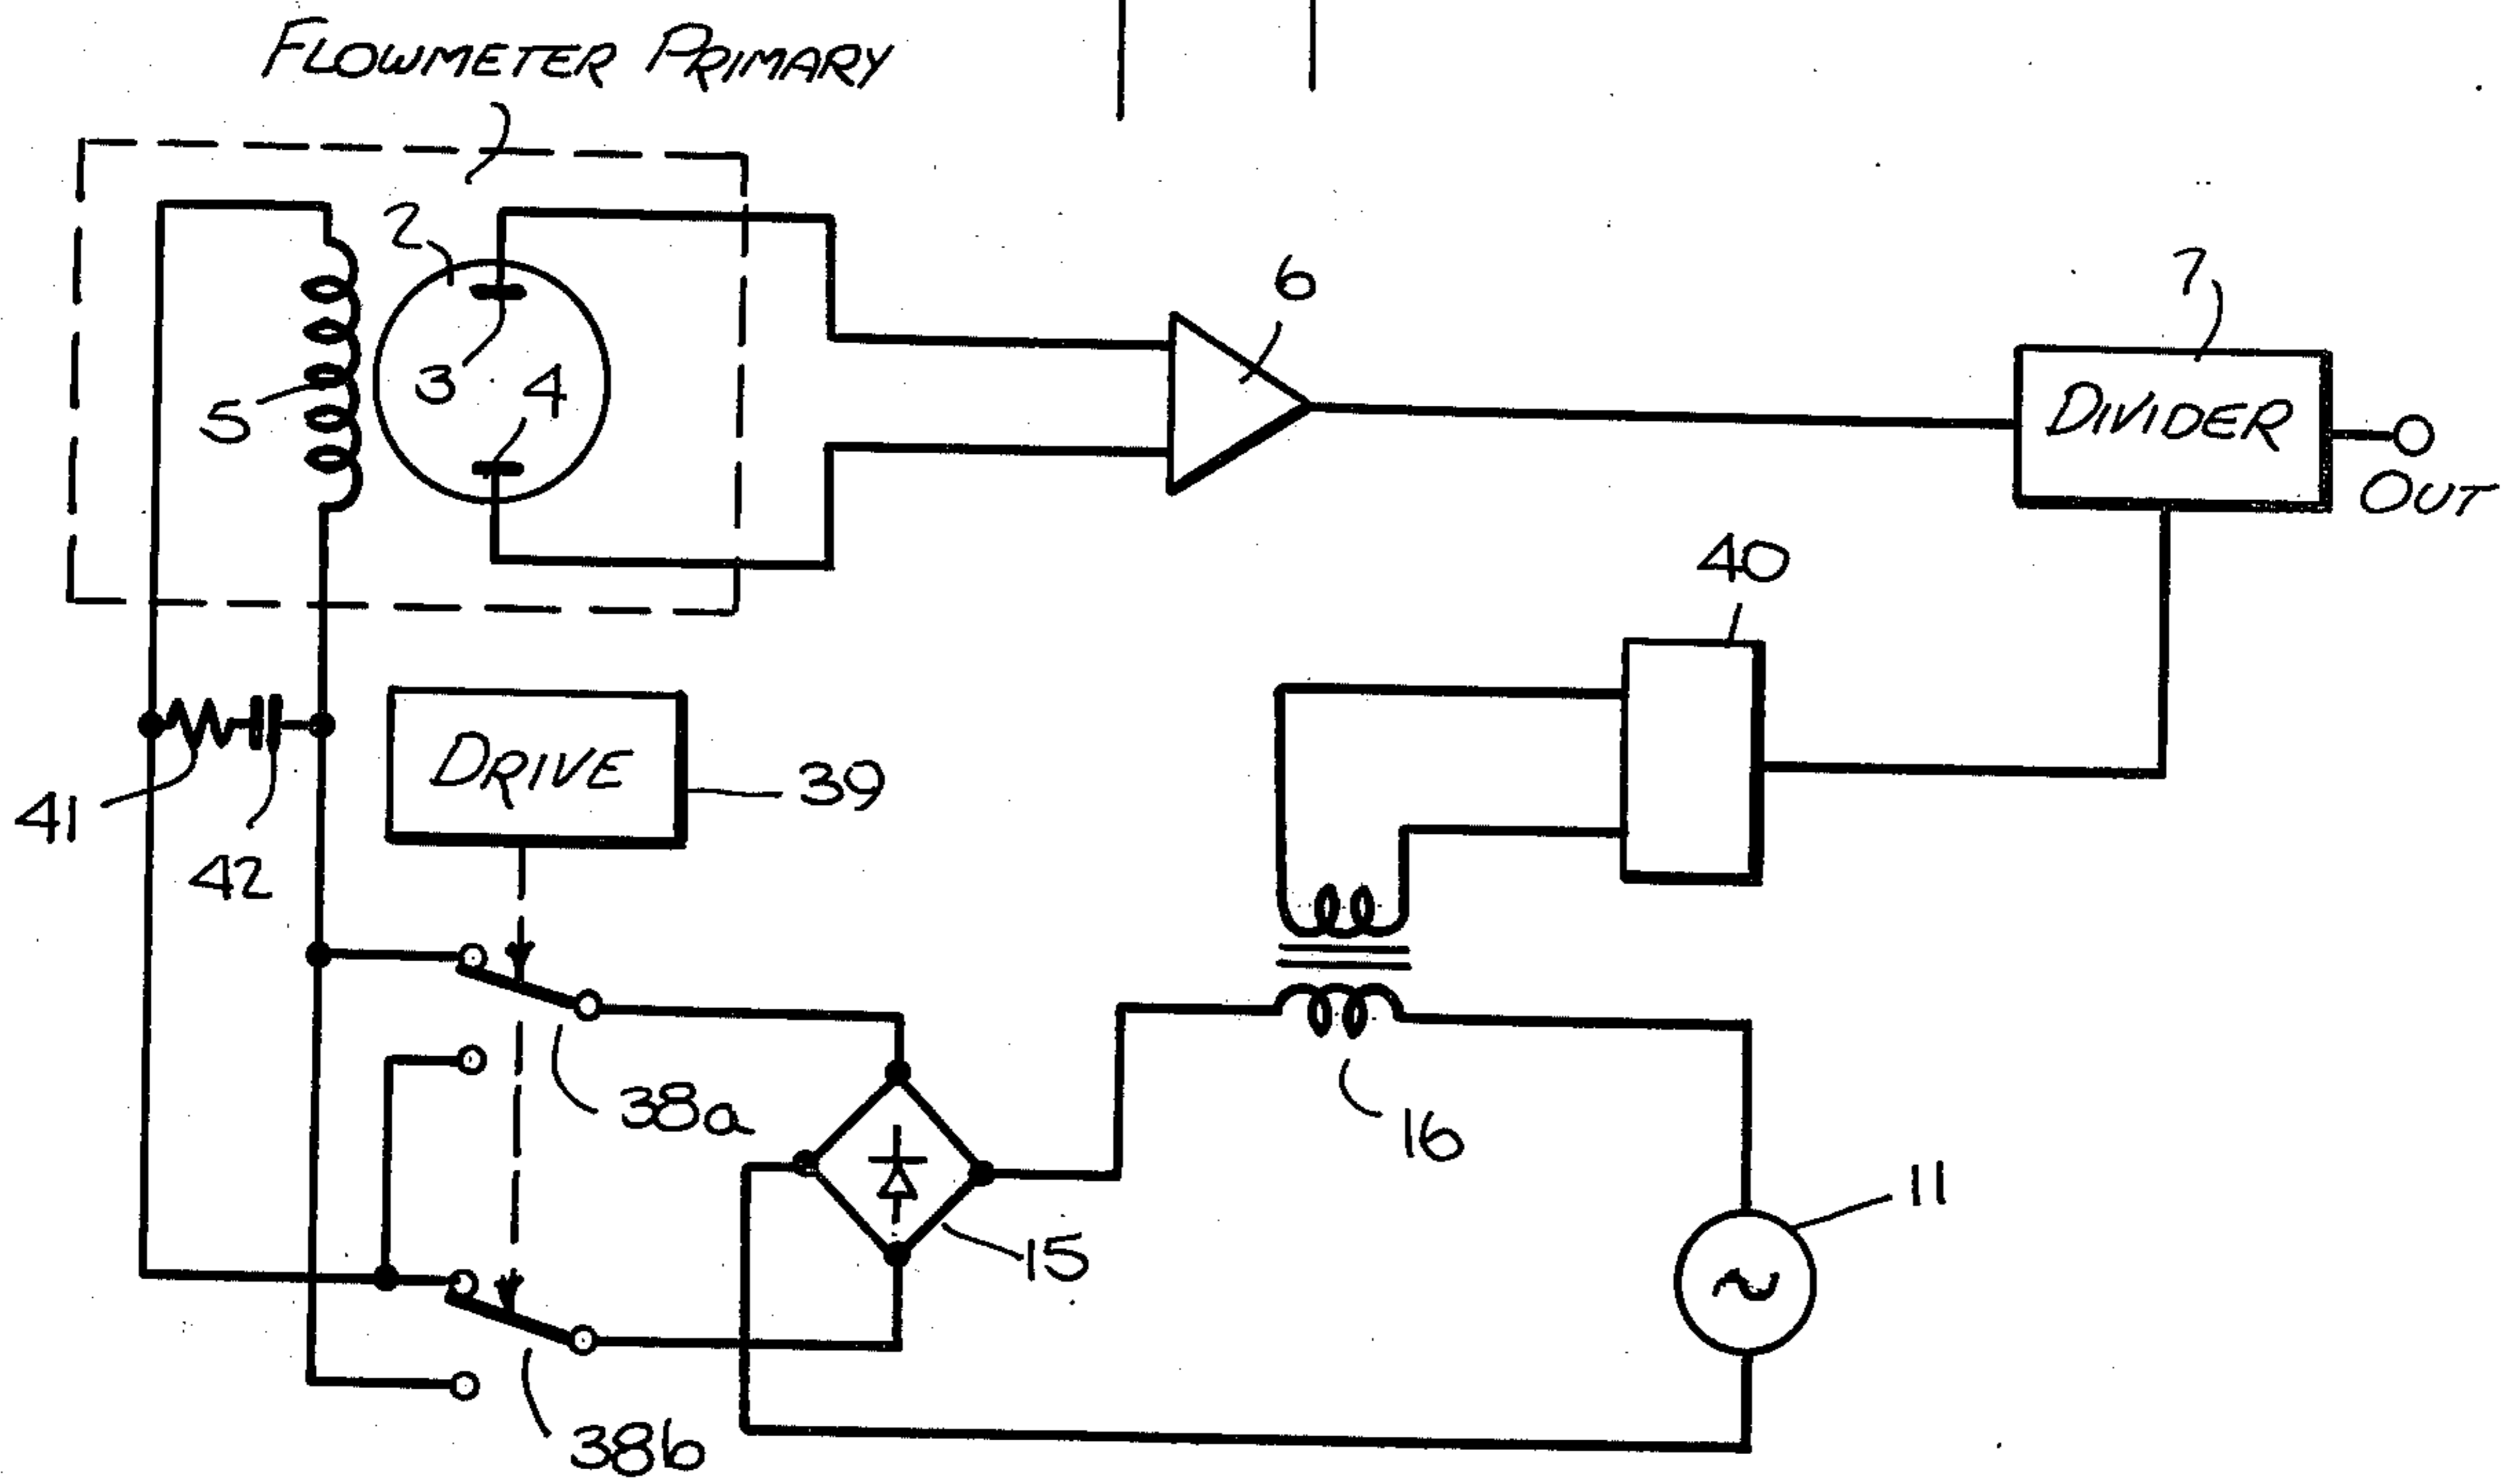 FLOWMETER PRIMARY
2
3
4
5
6
7
DIVIDER
OUT
40
DRIVE
39
41
42
38a
16
15
11
38b